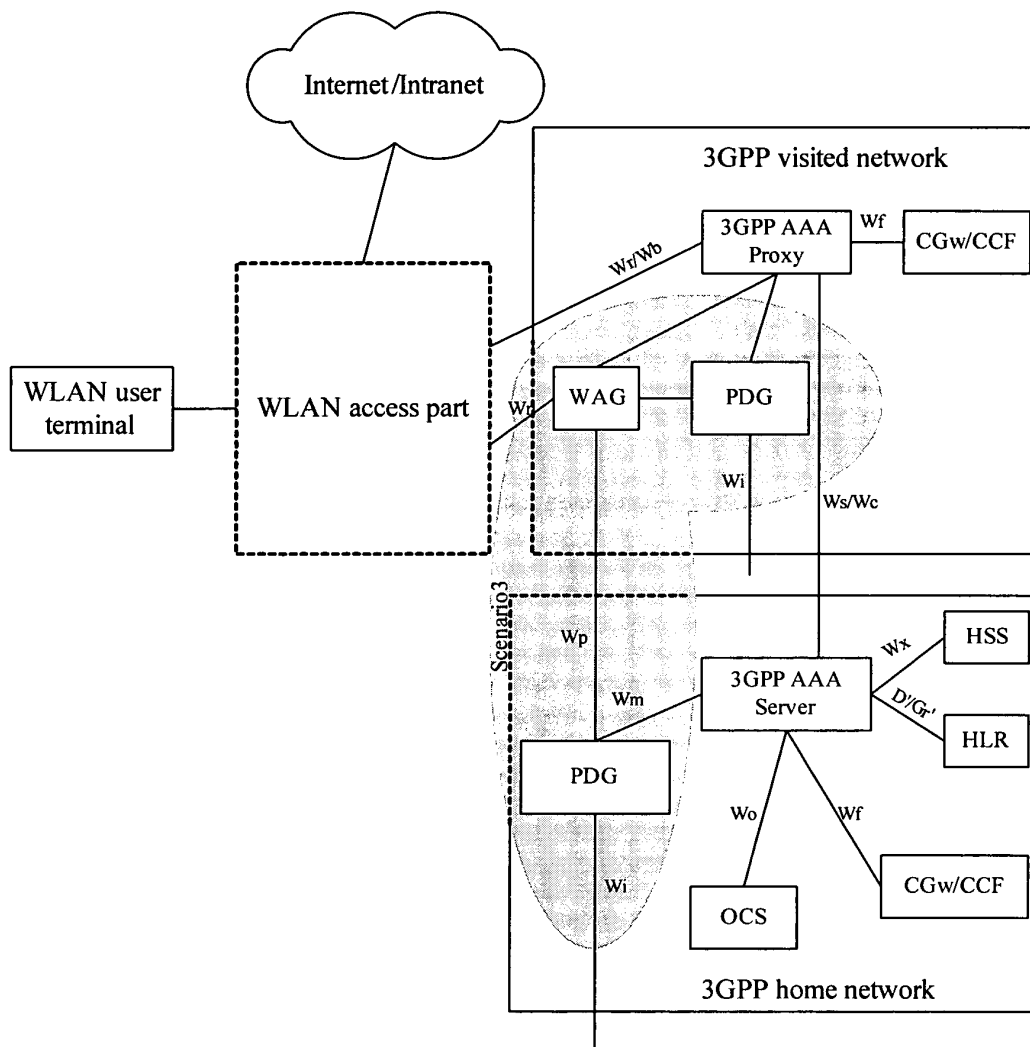 Internet/Intranet
3GPP visited network
3GPP AAA
Proxy
Wf
CGw/CCF
Wr/Wb
WLAN user
terminal
WLAN access part
Wn
WAG
PDG
Wi
Ws/Wc
Scenario3
Wp
Wx
HSS
3GPP AAA
Server
D'/Gr'
HLR
Wm
PDG
Wo
Wf
Wi
OCS
CGw/CCF
3GPP home network